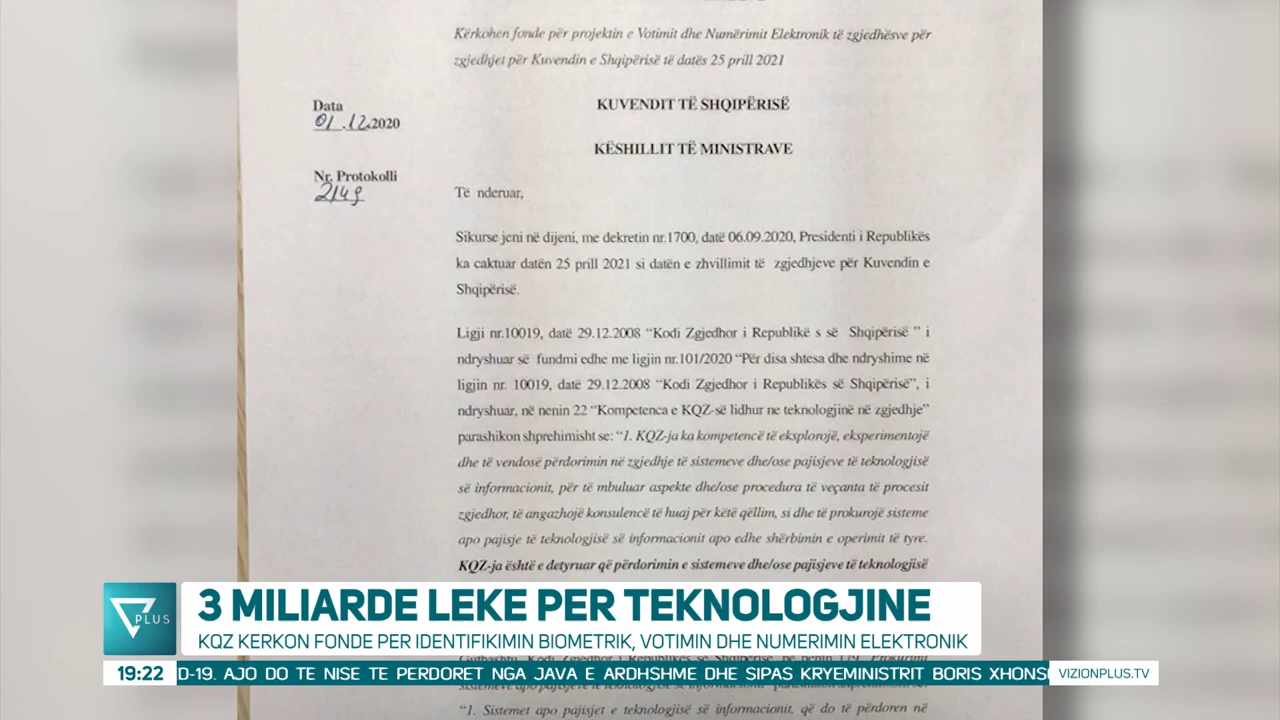 Kërkohen fonde për projektin e Votimit dhe Numërimit Elektronik të zgjedhësve për
zgjedhjet për Kuvendin e Shqipërisë të datës 25 prill 2021
Data
01.12.2020
KUVENDIT TË SHQIPËRISË
KËSHILLIT TË MINISTRAVE
Nr. Protokolli
2149
Të nderuar,
Sikurse jeni në dijeni, me dekretin nr.1700, datë 06.09.2020, Presidenti i Republikës
ka caktuar datën 25 prill 2021 si datën e zhvillimit të zgjedhjeve për Kuvendin e
Shqipërisë.
Ligji nr.10019, datë 29.12.2008 “Kodi Zgjedhor i Republikë s së Shqipërisë ” i
ndryshuar së fundmi edhe me ligjin nr.101/2020 “Për disa shtesa dhe ndryshime në
ligjin nr. 10019, datë 29.12.2008 “Kodi Zgjedhor i Republikës së Shqipërisë”, i
ndryshuar, në nenin 22 “Kompetenca e KQZ-së lidhur ne teknologjinë në zgjedhje”
parashikon shprehimisht se: “1. KQZ-ja ka kompetencë të eksplorojë, eksperimentojë
dhe të vendosë përdorimin në zgjedhje të sistemeve dhe/ose pajisjeve të teknologjisë
së informacionit, për të mbuluar aspekte dhe/ose procedura të veçanta të procesit
zgjedhor, të angazhojë konsulencë të huaj për këtë qëllim, si dhe të prokurojë sisteme
apo pajisje të teknologjisë së informacionit apo edhe shërbimin e operimit të tyre.
KQZ-ja është e detyruar që përdorimin e sistemeve dhe/ose pajisjeve të teknologjisë
PLUS
3 MILIARDE LEKE PER TEKNOLOGJINE
KQZ KERKON FONDE PER IDENTIFIKIMIN BIOMETRIK, VOTIMIN DHE NUMERIMIN ELEKTRONIK
19:22
D-19. AJO DO TE NISE TE PERDORET NGA JAVA E ARDHSHME DHE SIPAS KRYEMINISTRIT BORIS XHONS
VIZIONPLUS.TV
“1. Sistemet apo pajisjet e teknologjisë së informacionit, që do të përdoren në